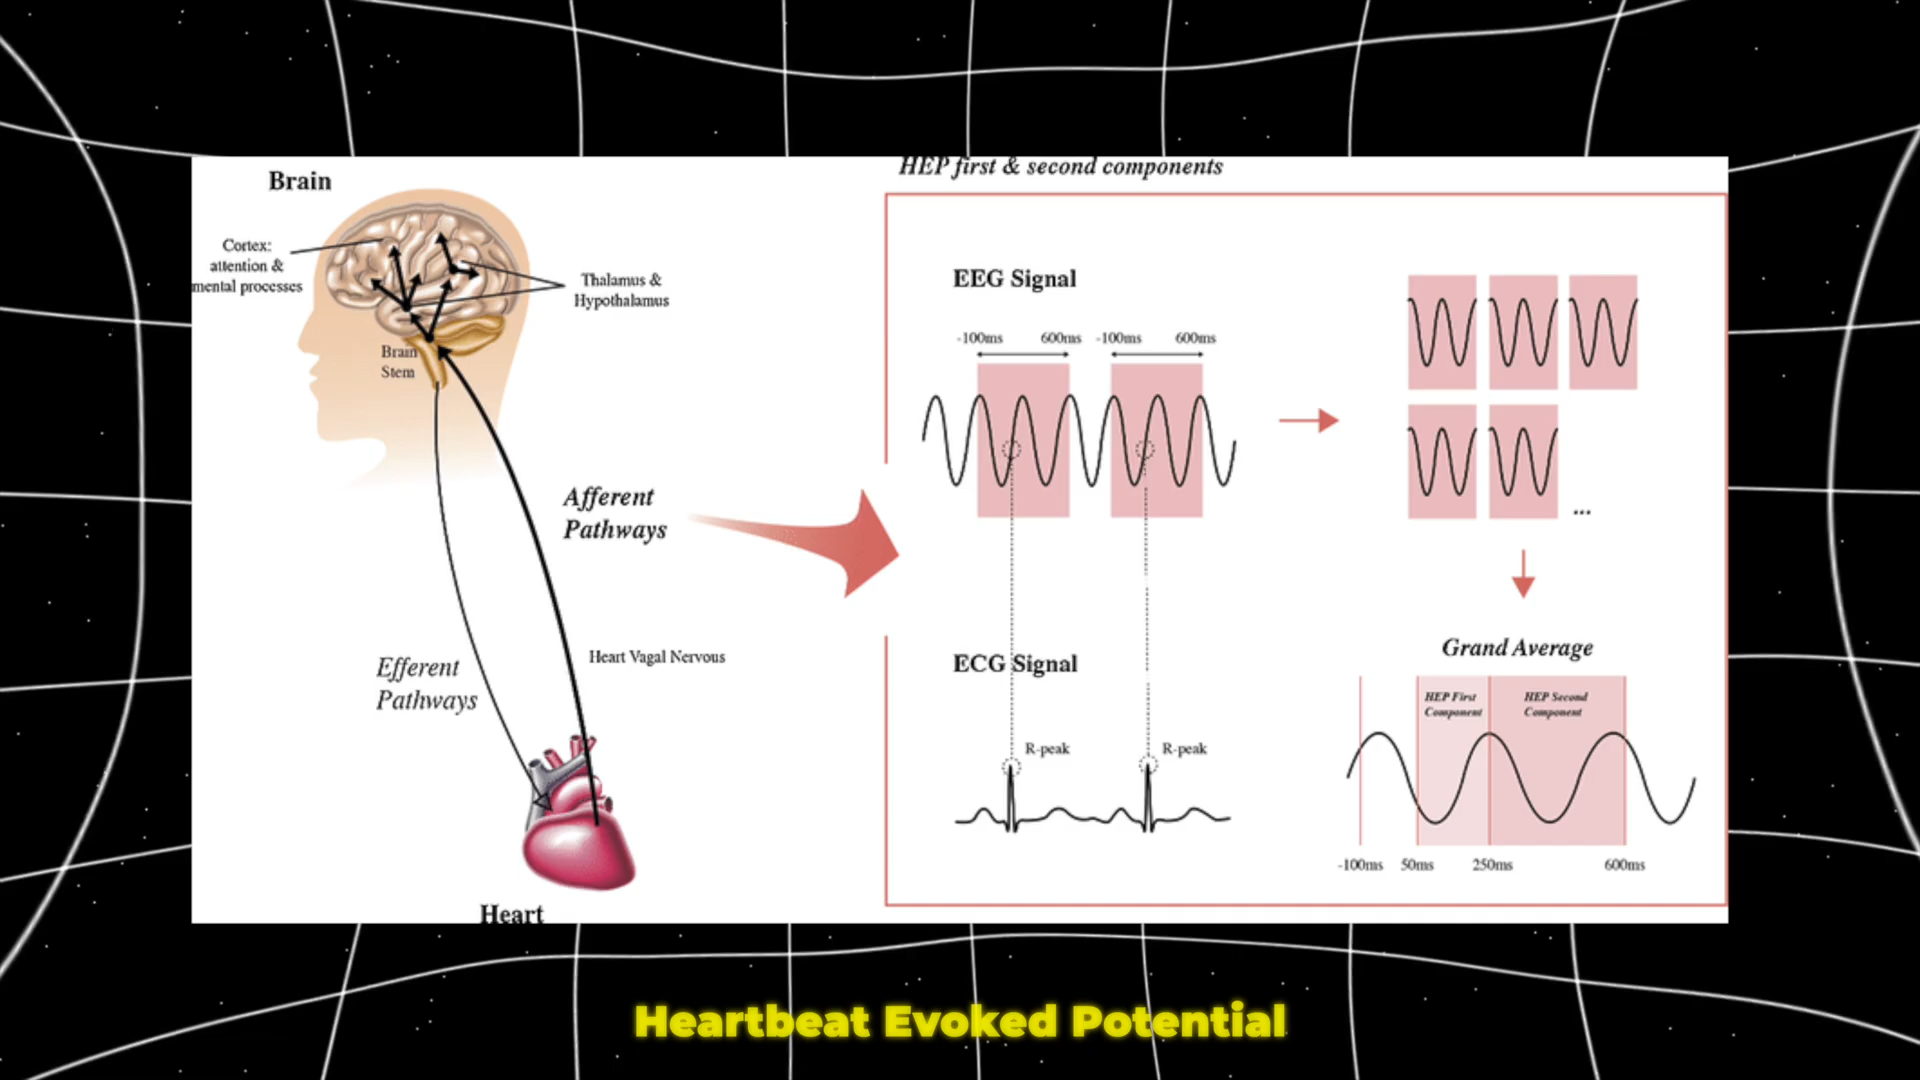 HEP first & second components
Brain
Cortex:
attention &
mental processes
Thalamus &
Hypothalamus
Brain
Stem
Afferent
Pathways
Efferent
Pathways
Heart Vagal Nervous
Heart
EEG Signal
-100ms 600ms -100ms 600ms
ECG Signal
R-peak R-peak
...
Grand Average
HEP First
Component
HEP Second
Component
-100ms 50ms 250ms 600ms
Heartbeat Evoked Potential